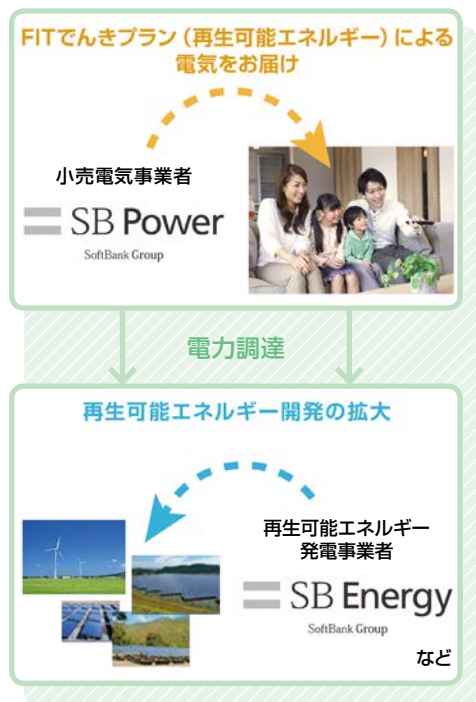 FITでんきプラン（再生可能エネルギー）による
電気をお届け
小売電気事業者
SB Power
SoftBank Group
電力調達
再生可能エネルギー開発の拡大
再生可能エネルギー
発電事業者
SB Energy
SoftBank Group
など